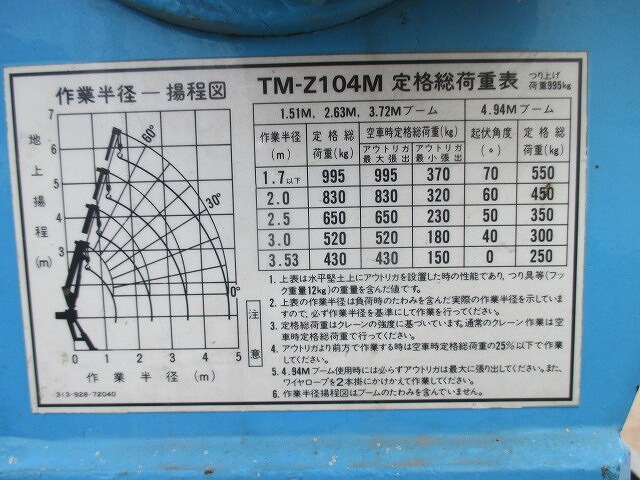 作業半径ー揚程図
7
6
5
4
3
地上揚程(m)
60°
30°
0°
0 1 2 3 4 5
作業半径 (m)
313-928-72040
TM-Z104M 定格総荷重表 つり上げ荷重995kg
1.51M, 2.63M, 3.72Mブーム 4.94Mブーム
作業半径(m) 定格総荷重(kg) 空車時定格総荷重(kg) 起伏角度(°) 定格総荷重(kg)
アウトリガ最大張出 アウトリガ最小張出
1.7以下 995 995 370 70 550
2.0 830 830 320 60 450
2.5 650 650 230 50 350
3.0 520 520 180 40 300
3.53 430 430 150 0 250
注意
1. 上表は水平堅土上にアウトリガを設置した時の性能であり、つり具等(フッ
ク重量12kg)の重量を含んだ値です。
2. 上表の作業半径は負荷時のたわみを含んだ実際の作業半径を示していま
すので、必ず作業半径を基準にして作業を行ってください。
3. 定格総荷重はクレーンの強度に基づいています。通常のクレーン作業は空
車時定格総荷重で行ってください。
4. アウトリガより前方で作業する時は空車時定格総荷重の25%以下で作業
してください。
5. 4.94Mブーム使用時には必らずアウトリガは最大に張り出してください。また、
ワイヤロープを2本掛にかけかえて作業してください。
6. 作業半径揚程図はブームのたわみを含んでいません。